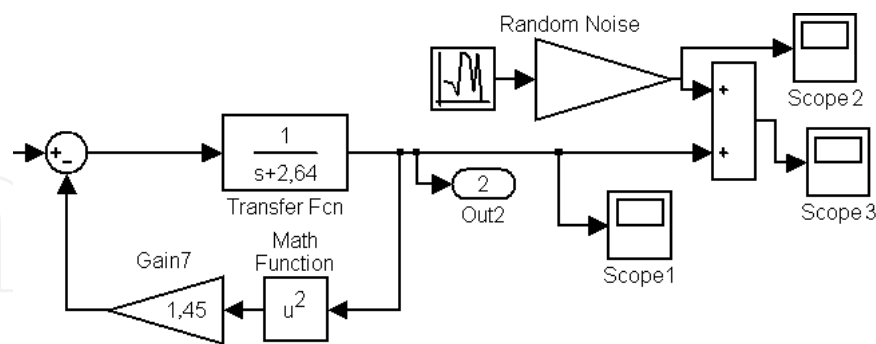 Random Noise
Scope2
+
+
Scope3
+
-
1
s+2,64
Transfer Fcn
2
Out2
Scope1
Gain7
1,45
Math
Function
u2